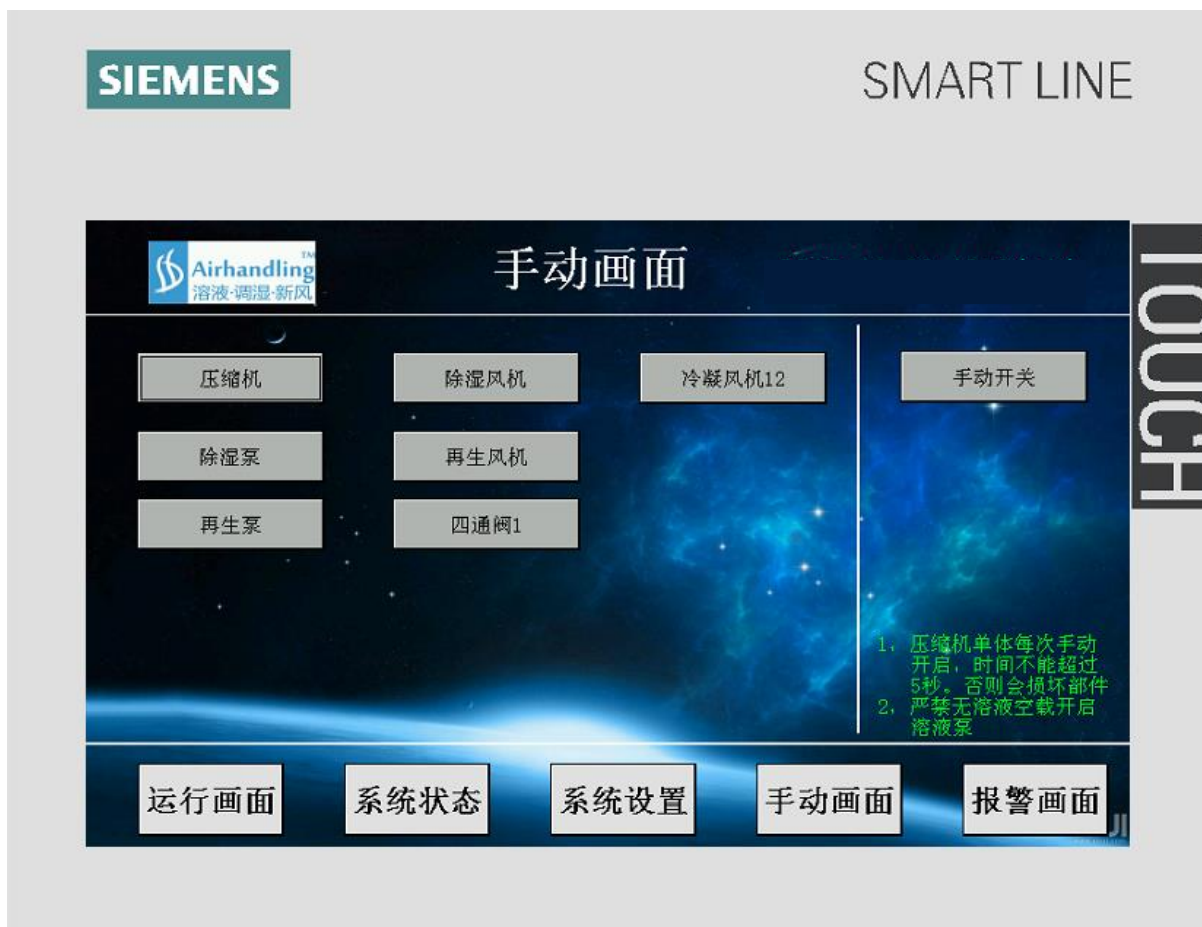 SIEMENS
SMART LINE
TOUCH
Airhandling™
溶液·调湿·新风
手动画面
压缩机
除湿风机
冷凝风机12
手动开关
除湿泵
再生风机
再生泵
四通阀1
1, 压缩机单体每次手动
开启，时间不能超过
5秒。否则会损坏部件
2, 严禁无溶液空载开启
溶液泵
运行画面
系统状态
系统设置
手动画面
报警画面